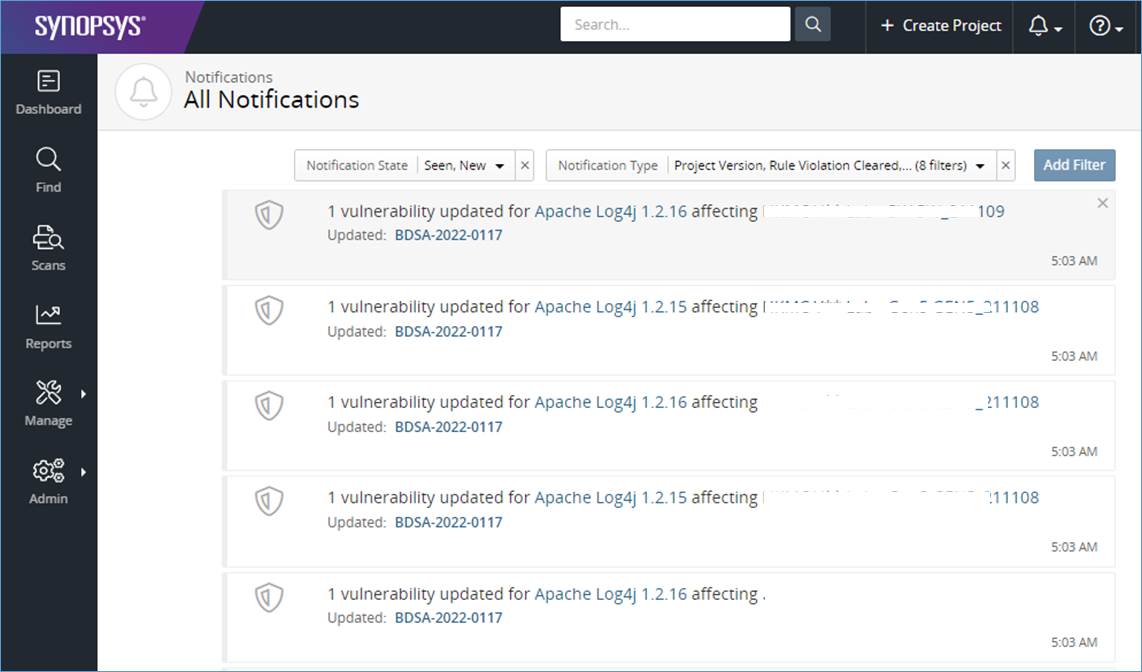 SYNOPSYS®
Search...
+ Create Project
Dashboard
Find
Scans
Reports
Manage
Admin
Notifications
All Notifications
Notification State Seen, New
Notification Type Project Version, Rule Violation Cleared,... (8 filters)
Add Filter
1 vulnerability updated for Apache Log4j 1.2.16 affecting 109
Updated: BDSA-2022-0117
5:03 AM
1 vulnerability updated for Apache Log4j 1.2.15 affecting 211108
Updated: BDSA-2022-0117
5:03 AM
1 vulnerability updated for Apache Log4j 1.2.16 affecting _211108
Updated: BDSA-2022-0117
5:03 AM
1 vulnerability updated for Apache Log4j 1.2.15 affecting 211108
Updated: BDSA-2022-0117
5:03 AM
1 vulnerability updated for Apache Log4j 1.2.16 affecting .
Updated: BDSA-2022-0117
5:03 AM